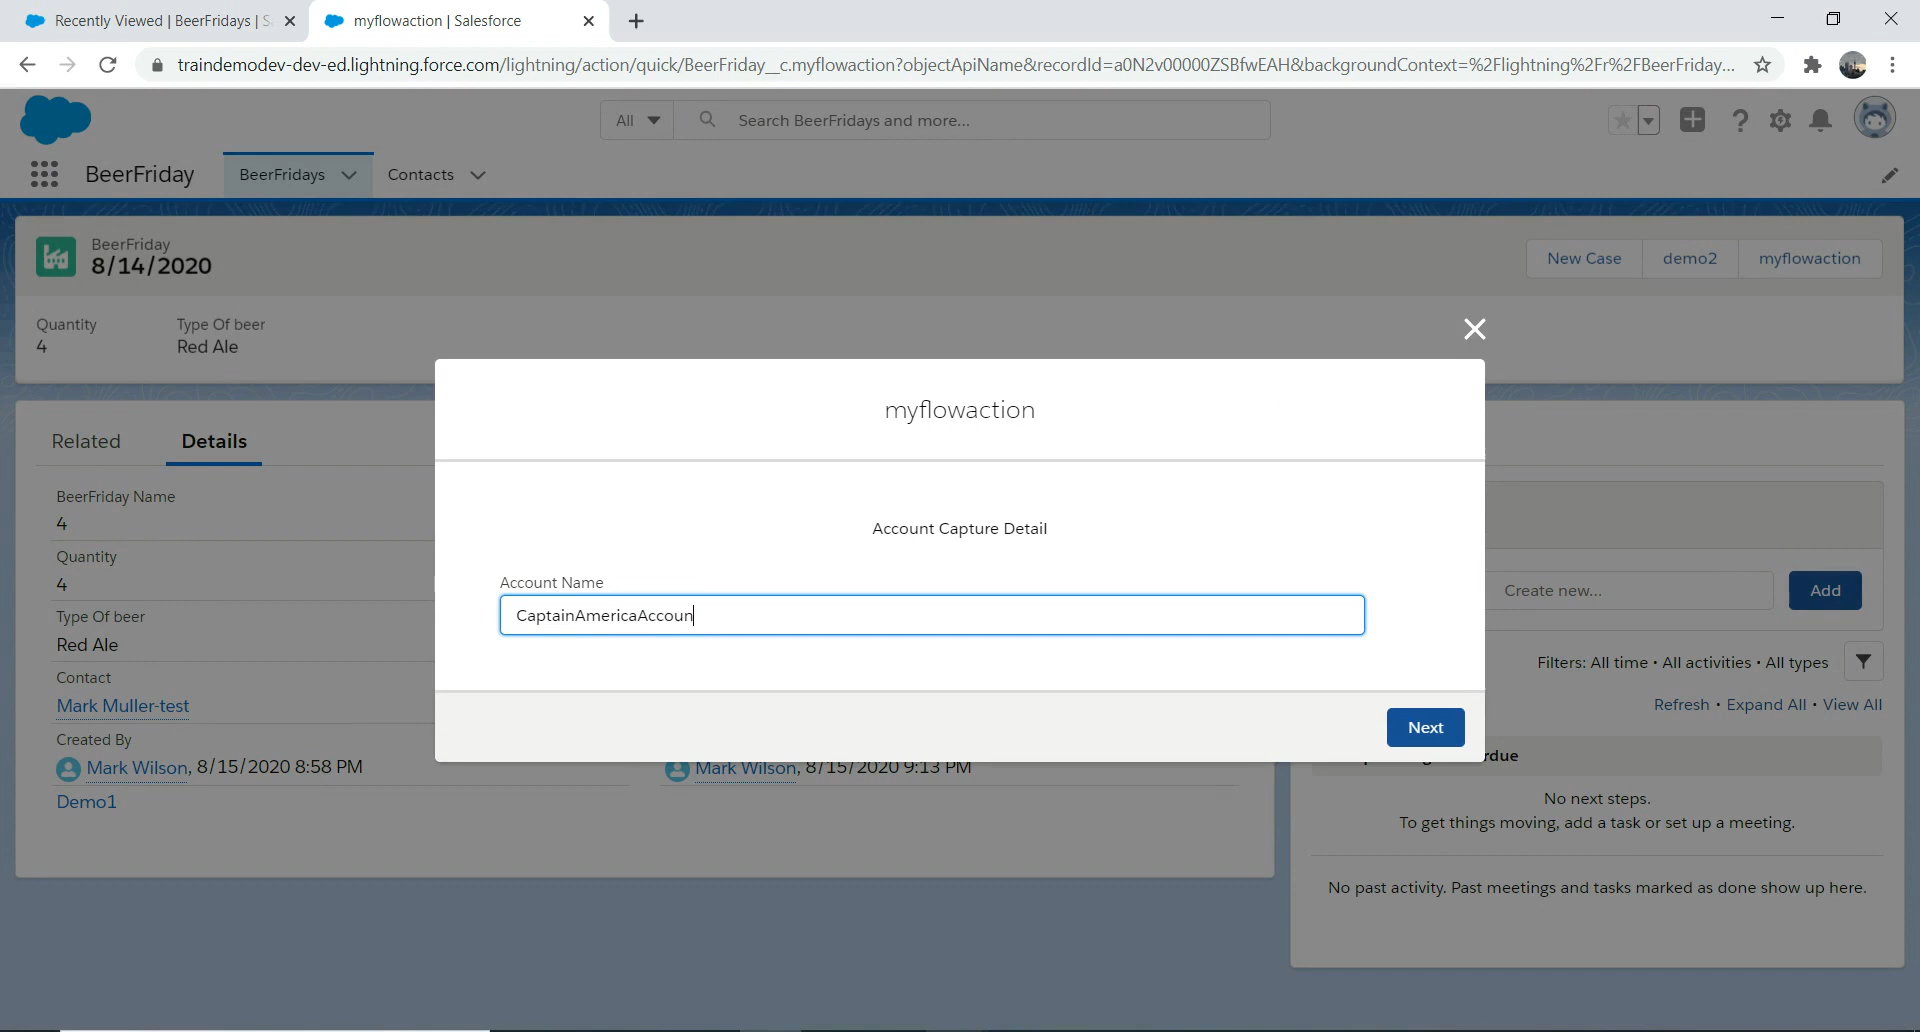 Recently Viewed | BeerFridays | S
myflowaction | Salesforce
traindemodev-dev-ed.lightning.force.com/lightning/action/quick/BeerFriday__c.myflowaction?objectApiName&recordId=a0N2v00000ZSBfwEAH&backgroundContext=%2Flightning%2Fr%2FBeerFriday...
All
Search BeerFridays and more...
BeerFriday
BeerFridays
Contacts
BeerFriday
8/14/2020
New Case
demo2
myflowaction
Quantity
4
Type Of beer
Red Ale
myflowaction
Account Capture Detail
Account Name
CaptainAmericaAccoun
Next
Related
Details
BeerFriday Name
4
Quantity
4
Type Of beer
Red Ale
Contact
Mark Muller-test
Created By
Mark Wilson, 8/15/2020 8:58 PM
Mark Wilson, 8/15/2020 9:13 PM
Demo1
Create new...
Add
Filters: All time • All activities • All types
Refresh • Expand All • View All
rdue
No next steps.
To get things moving, add a task or set up a meeting.
No past activity. Past meetings and tasks marked as done show up here.